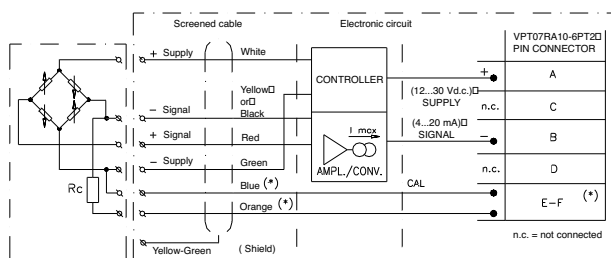 Screened cable
Electronic circuit
VPT07RA10-6PT2□
PIN CONNECTOR
+ Supply White
CONTROLLER
+ A
(12...30 Vd.c.)□
SUPPLY
Yellow□
or□
Black
− Signal
n.c. C
(4...20 mA)□
SIGNAL
I max
+ Signal Red
− B
− Supply Green
AMPL./CONV.
n.c. D
Rc
Blue (*)
CAL
E-F (*)
Orange (*)
n.c. = not connected
Yellow-Green ( Shield)